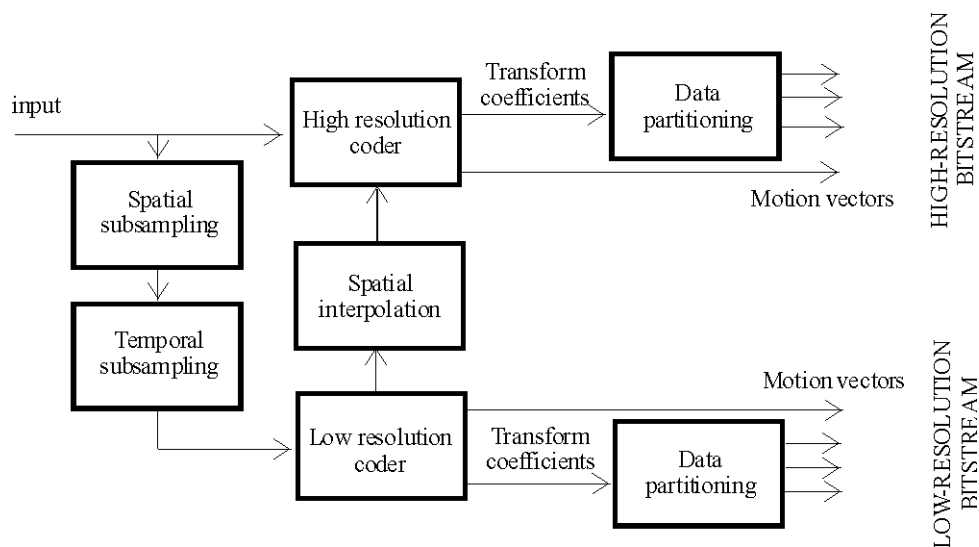 input
High resolution
coder
Transform
coefficients
Data
partitioning
HIGH-RESOLUTION
BITSTREAM
Motion vectors
Spatial
subsampling
Spatial
interpolation
Temporal
subsampling
Motion vectors
Low resolution
coder
Transform
coefficients
Data
partitioning
LOW-RESOLUTION
BITSTREAM